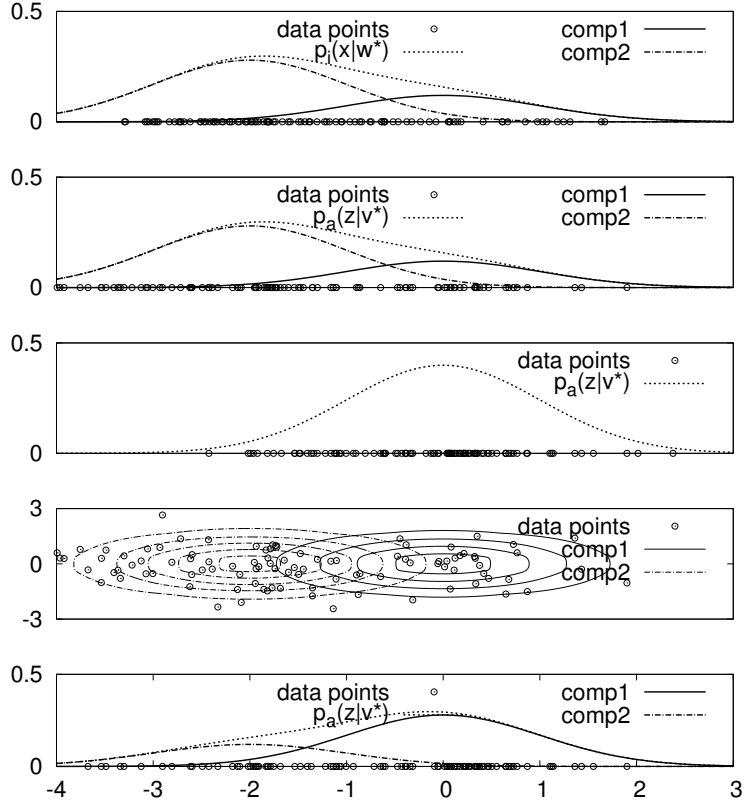 0.5
data points
comp1
p_i(x|w*)
comp2
0
0.5
data points
comp1
p_a(z|v*)
comp2
0
0.5
data points
p_a(z|v*)
0
3
data points
comp1
0
comp2
-3
0.5
data points
comp1
p_a(z|v*)
comp2
0
-4 -3 -2 -1 0 1 2 3